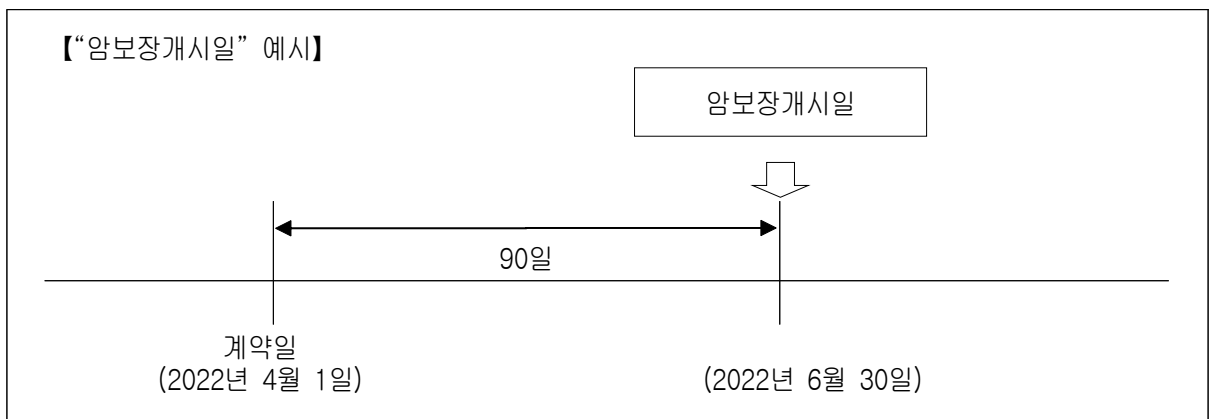 【“암보장개시일” 예시】
암보장개시일
90일
계약일
(2022년 4월 1일)
(2022년 6월 30일)